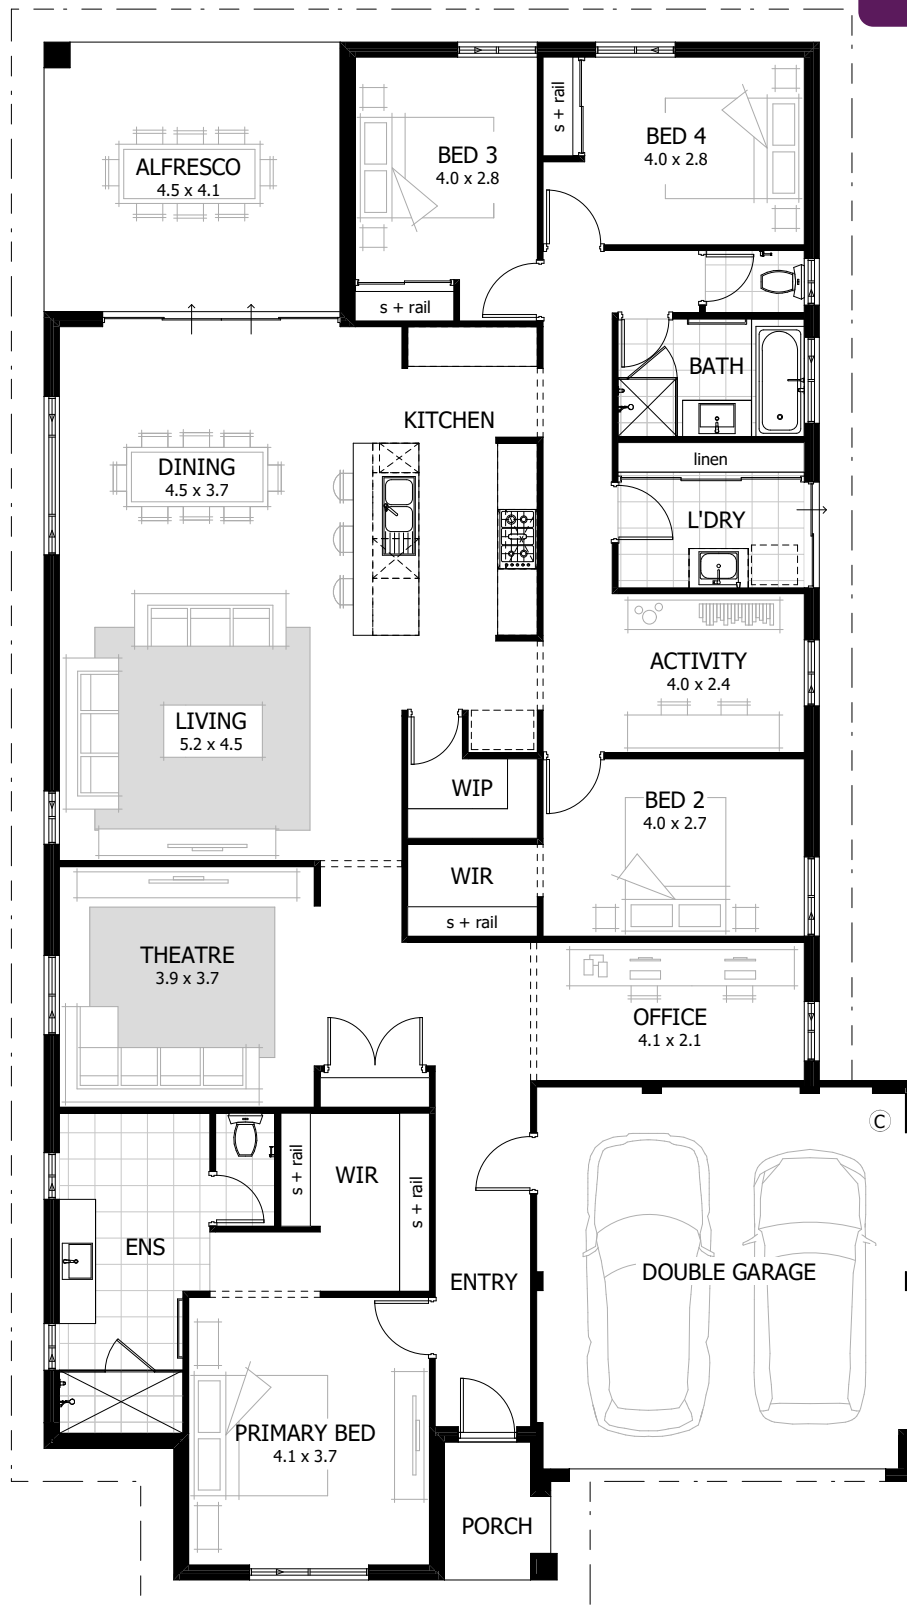 s + rail
BED 4
4.0 x 2.8
BED 3
4.0 x 2.8
ALFRESCO
4.5 x 4.1
s + rail
BATH
KITCHEN
DINING
4.5 x 3.7
linen
L'DRY
ACTIVITY
4.0 x 2.4
LIVING
5.2 x 4.5
WIP
BED 2
4.0 x 2.7
WIR
s + rail
THEATRE
3.9 x 3.7
OFFICE
4.1 x 2.1
C
s + rail
WIR
s + rail
ENS
ENTRY
DOUBLE GARAGE
PRIMARY BED
4.1 x 3.7
PORCH